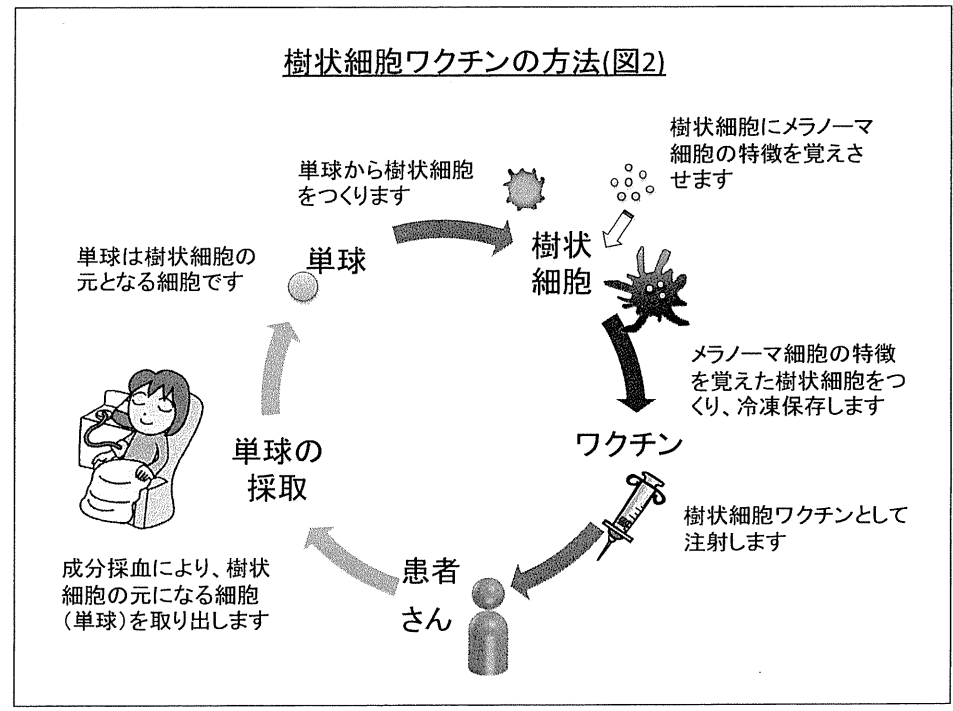 樹状細胞ワクチンの方法(図2)
樹状細胞にメラノーマ
細胞の特徴を覚えさ
せます
単球から樹状細胞
をつくります
樹状
細胞
単球は樹状細胞の
元となる細胞です
単球
メラノーマ細胞の特徴
を覚えた樹状細胞をつ
くり、冷凍保存します
ワクチン
単球の
採取
樹状細胞ワクチンとして
注射します
患者
さん
成分採血により、樹状
細胞の元になる細胞
(単球)を取り出します